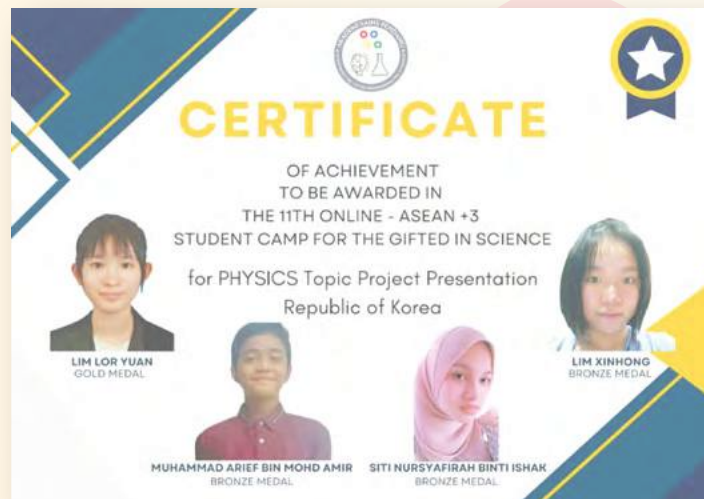 CERTIFICATE
OF ACHIEVEMENT
TO BE AWARDED IN
THE 11TH ONLINE - ASEAN +3
STUDENT CAMP FOR THE GIFTED IN SCIENCE
for PHYSICS Topic Project Presentation
Republic of Korea
LIM LOR YUAN
GOLD MEDAL
LIM XINHONG
BRONZE MEDAL
MUHAMMAD ARIEF BIN MOHD AMIR
BRONZE MEDAL
SITI NURSYAFIRAH BINTI ISHAK
BRONZE MEDAL